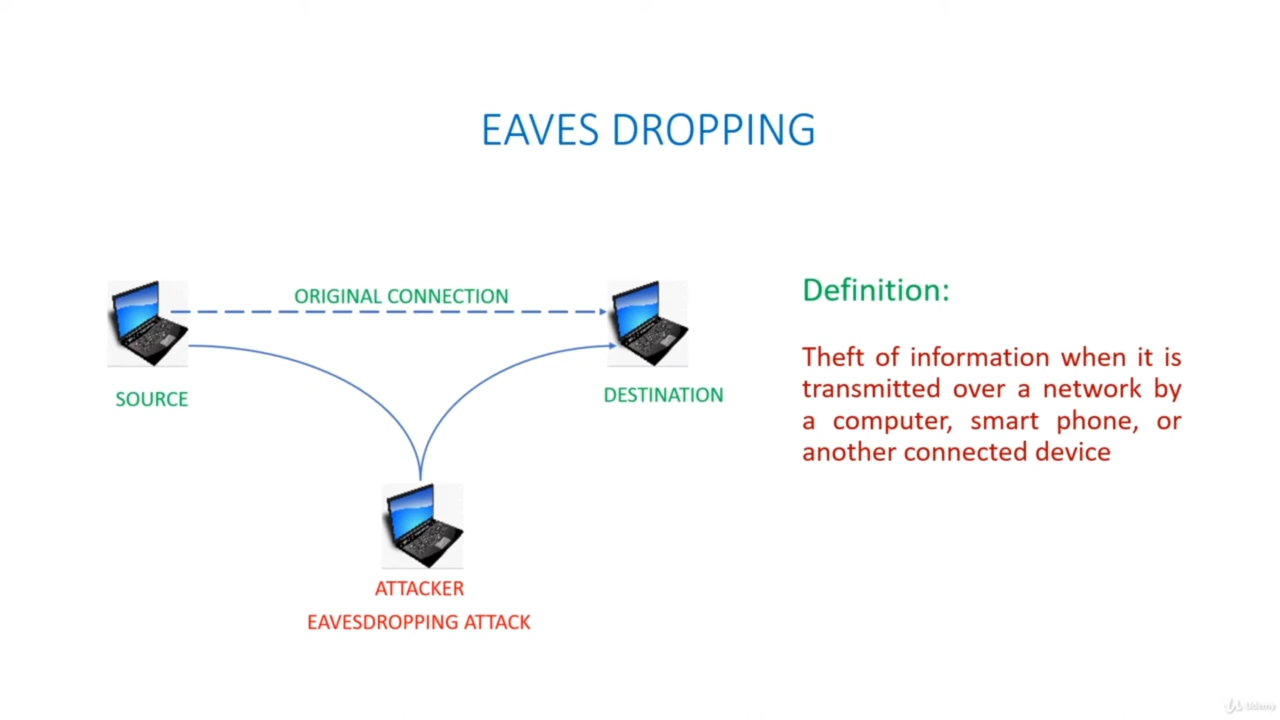 EAVES DROPPING
ORIGINAL CONNECTION
SOURCE
DESTINATION
ATTACKER
EAVESDROPPING ATTACK
Definition:
Theft of information when it is
transmitted over a network by
a computer, smart phone, or
another connected device
Udemy